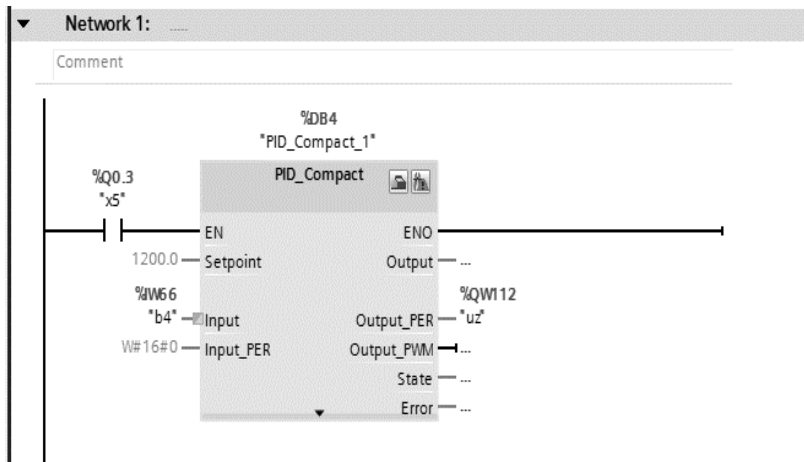 Network 1: .....
Comment
%DB4
"PID_Compact_1"
%Q0.3
"x5"
PID_Compact
EN
ENO
1200.0
Setpoint
Output
...
%IW66
"b4"
Input
Output_PER
%QW112
"uz"
W#16#0
Input_PER
Output_PWM
...
State
...
Error
...